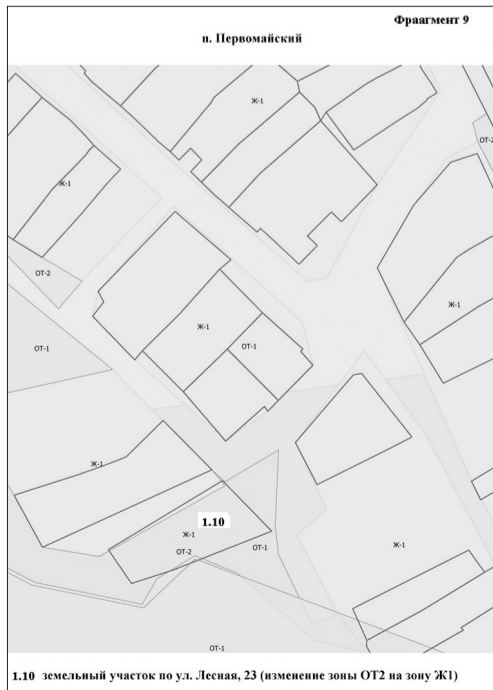 Фраагмент 9
п. Первомайский
Ж-1
ОТ-2
Ж-1
ОТ-2
Ж-1
Ж-1
ОТ-1
ОТ-1
Ж-1
1.10
Ж-1
ОТ-2
ОТ-1
Ж-1
ОТ-1
1.10 земельный участок по ул. Лесная, 23 (изменение зоны ОТ2 на зону Ж1)